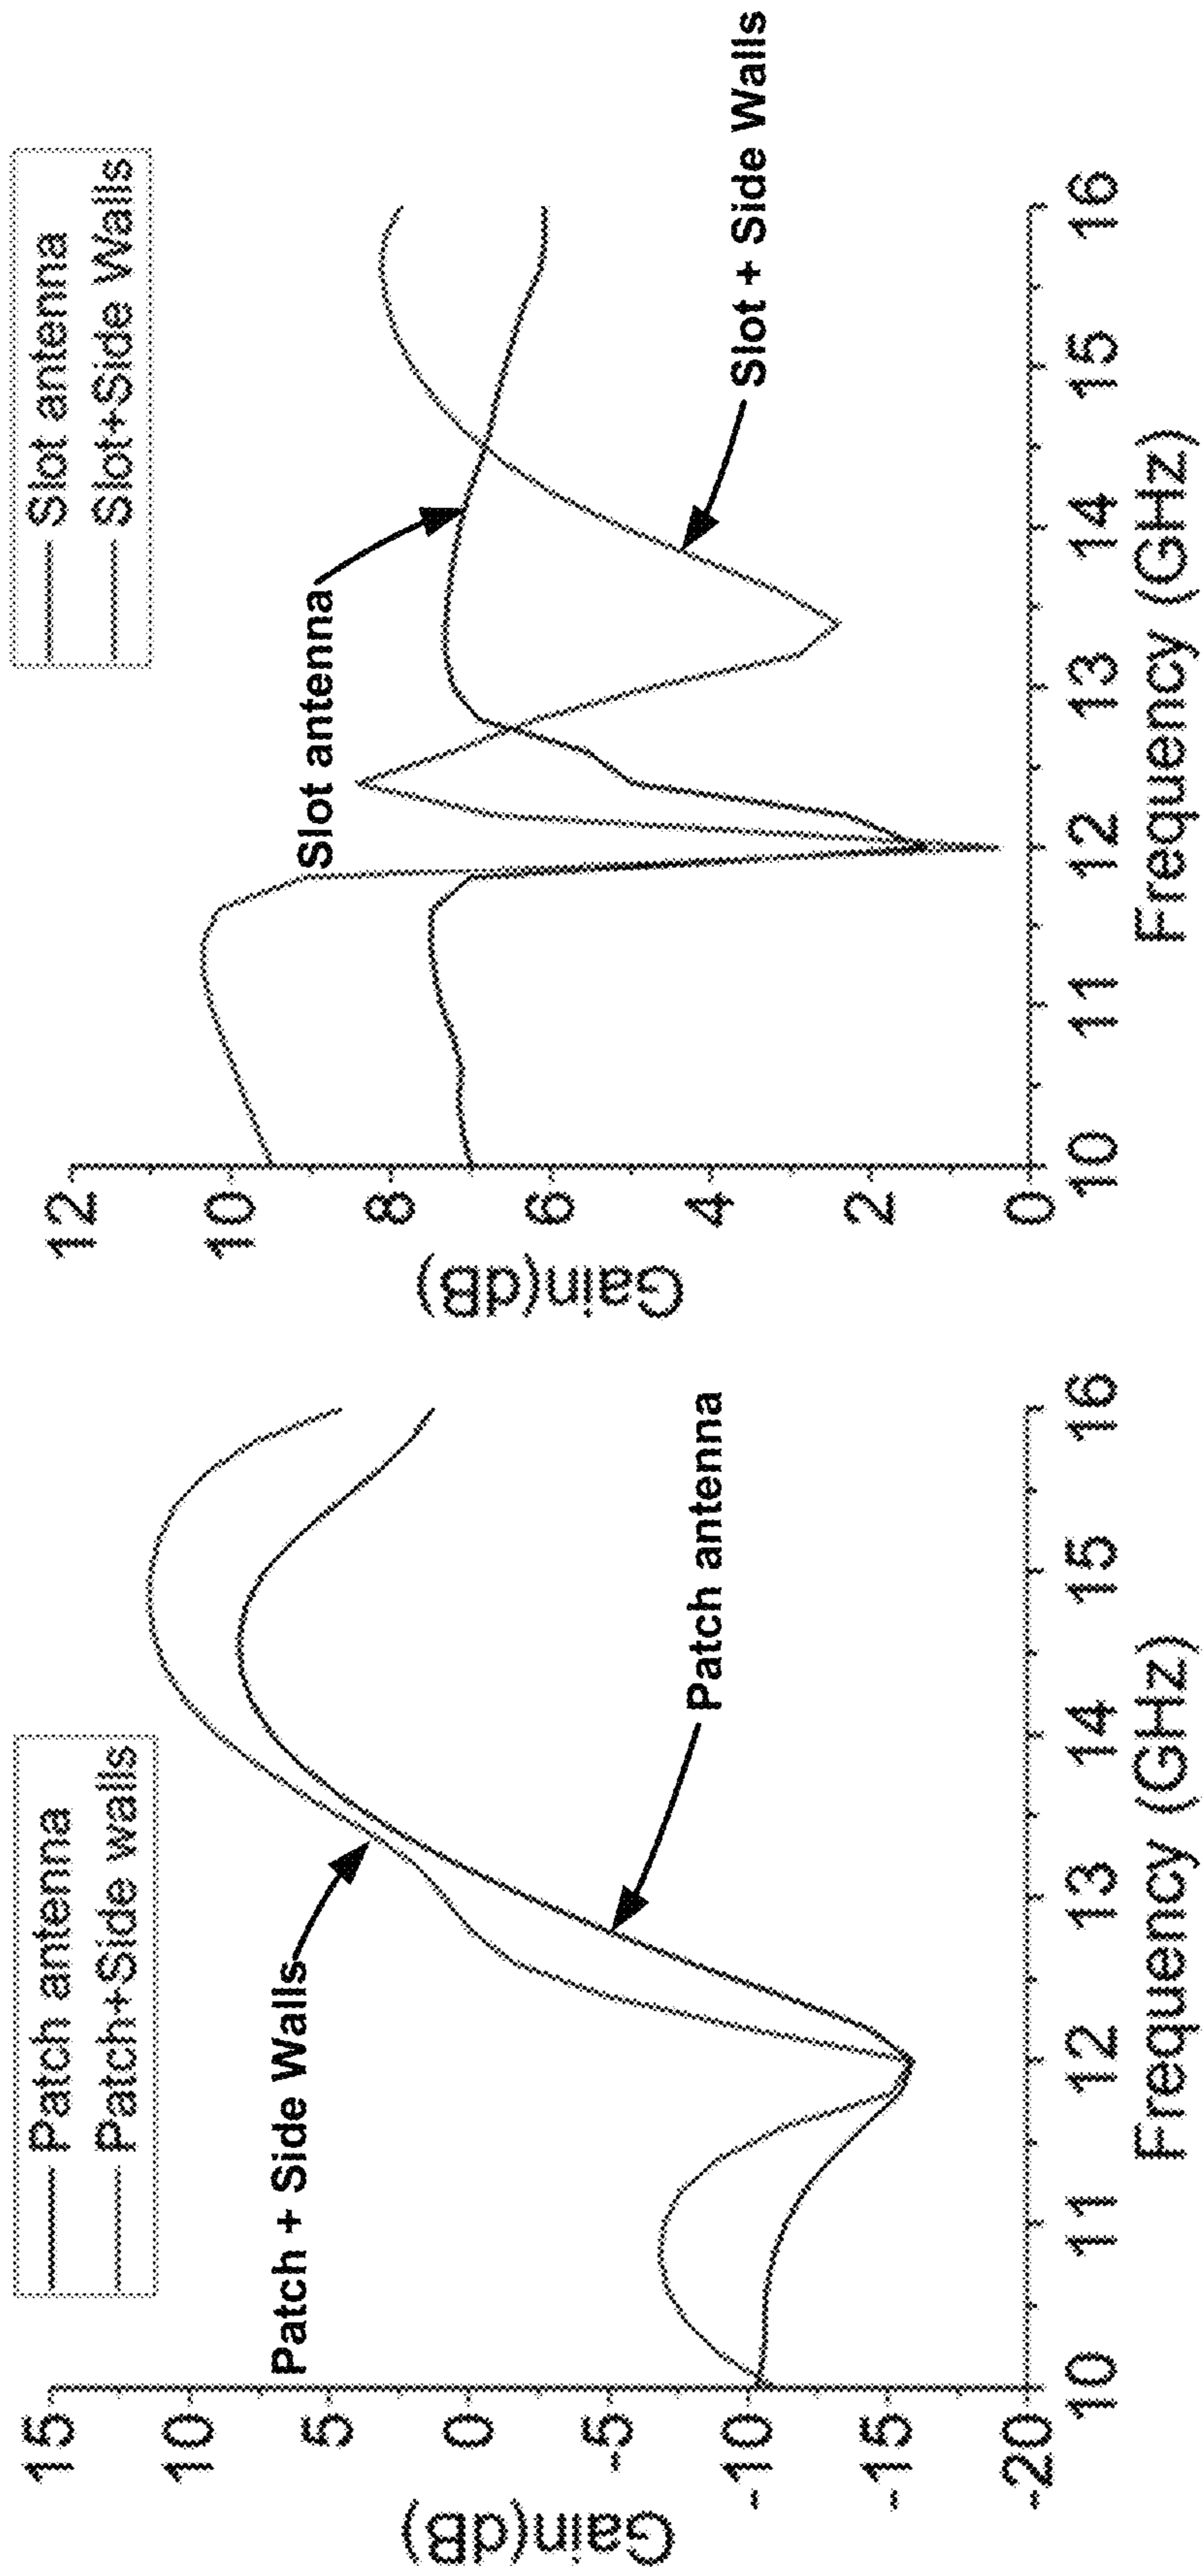 Patch antenna
Patch+Side walls
Gain(dB)
15
10
5
0
-5
-10
-15
-20
Patch + Side Walls
Patch antenna
10
11
12
13
14
15
16
Frequency (GHz)
Slot antenna
Slot+Side Walls
Gain(dB)
12
10
8
6
4
2
0
Slot antenna
Slot + Side Walls
10
11
12
13
14
15
16
Frequency (GHz)